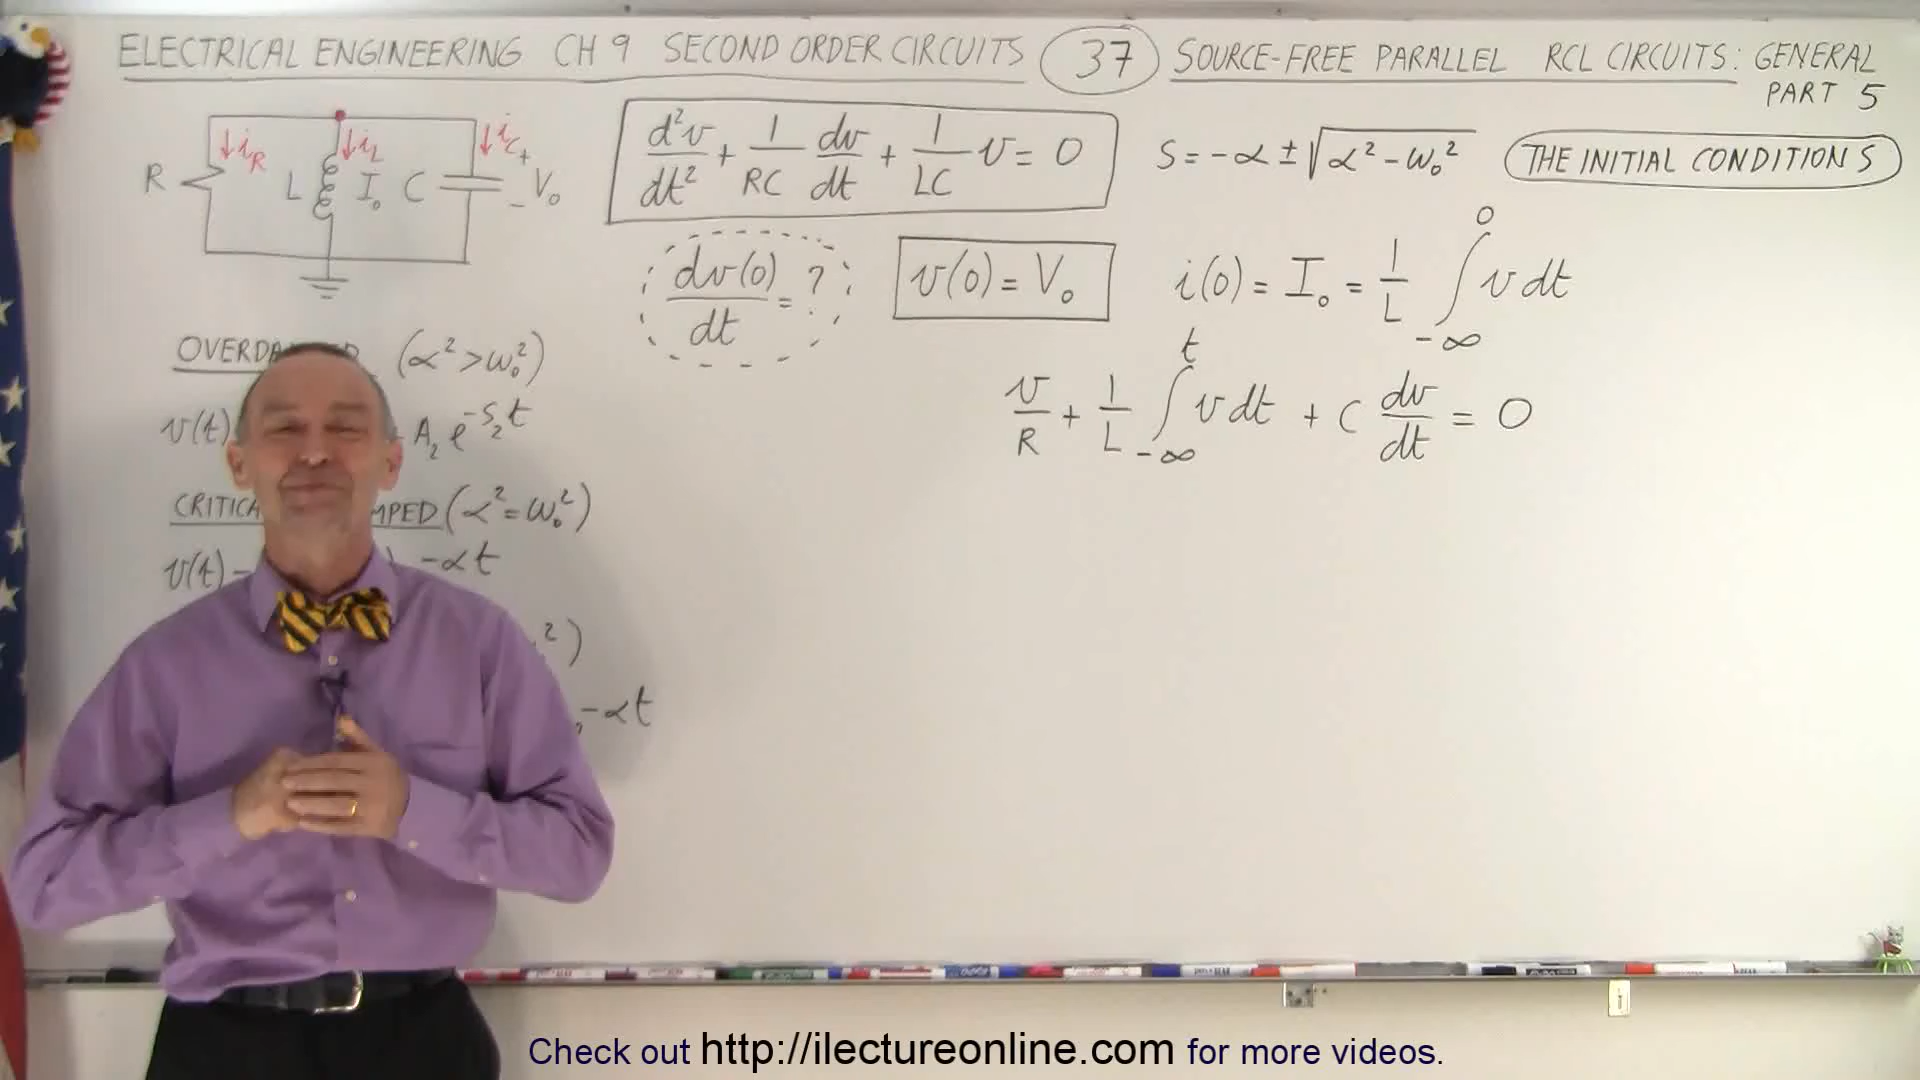 ELECTRICAL ENGINEERING CH 9 SECOND ORDER CIRCUITS 37 SOURCE-FREE PARALLEL RCL CIRCUITS: GENERAL
PART 5
R ↓i_R L ↓i_L I₀ C ↓i_C + − V₀
d²v/dt² + 1/RC dv/dt + 1/LC v = 0
S = -α ± √(α² - ω₀²)
THE INITIAL CONDITIONS
dv(0)/dt = ?
v(0) = V₀
i(0) = I₀ = 1/L ∫_{-∞}^{0} v dt
v/R + 1/L ∫_{-∞}^{t} v dt + C dv/dt = 0
(α² > ω₀²)
v(t) A₂ e^{-S₂t}
(α² = ω₀²)
v(t) -αt
²)
-αt
Check out http://ilectureonline.com for more videos.